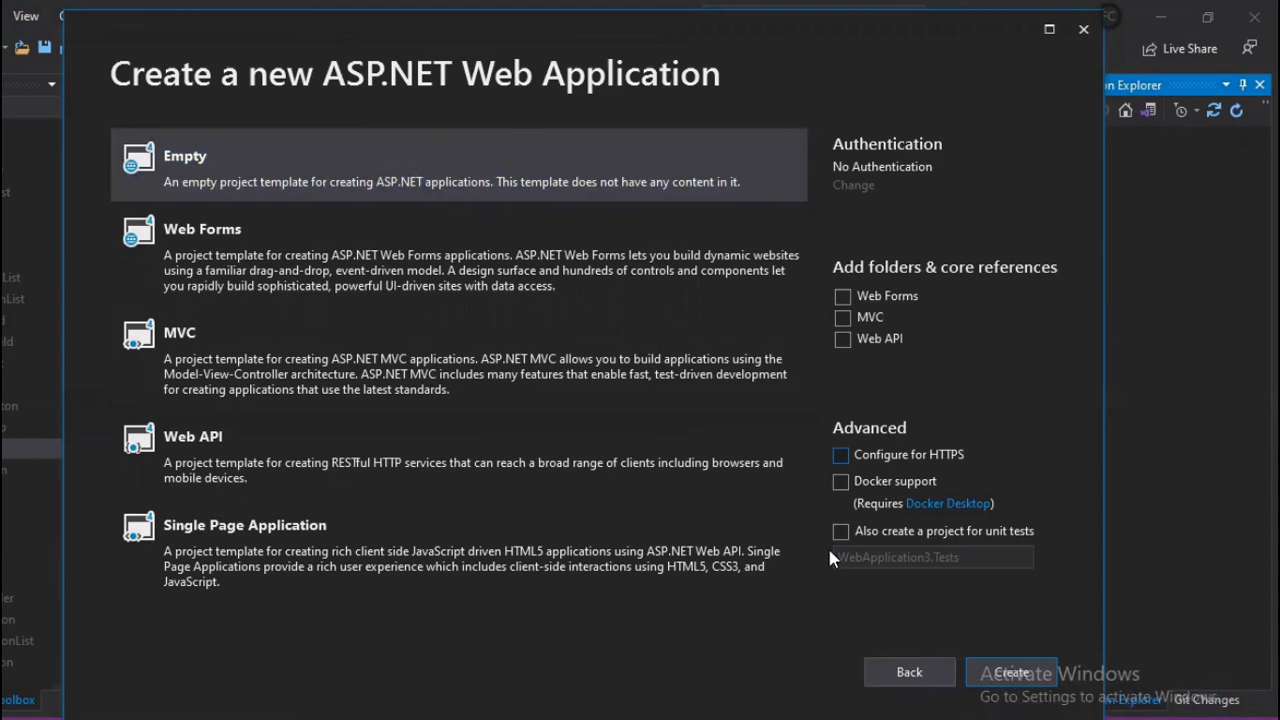 View
FC
Live Share
Create a new ASP.NET Web Application
n Explorer
Empty
An empty project template for creating ASP.NET applications. This template does not have any content in it.
Web Forms
A project template for creating ASP.NET Web Forms applications. ASP.NET Web Forms lets you build dynamic websites
using a familiar drag-and-drop, event-driven model. A design surface and hundreds of controls and components let
you rapidly build sophisticated, powerful UI-driven sites with data access.
MVC
A project template for creating ASP.NET MVC applications. ASP.NET MVC allows you to build applications using the
Model-View-Controller architecture. ASP.NET MVC includes many features that enable fast, test-driven development
for creating applications that use the latest standards.
Web API
A project template for creating RESTful HTTP services that can reach a broad range of clients including browsers and
mobile devices.
Single Page Application
A project template for creating rich client side JavaScript driven HTML5 applications using ASP.NET Web API. Single
Page Applications provide a rich user experience which includes client-side interactions using HTML5, CSS3, and
JavaScript.
Authentication
No Authentication
Change
Add folders & core references
Web Forms
MVC
Web API
Advanced
Configure for HTTPS
Docker support
(Requires Docker Desktop)
Also create a project for unit tests
WebApplication3.Tests
Back
Create
Activate Windows
Go to Settings to activate Windows.
oolbox
on Explorer
Git Changes